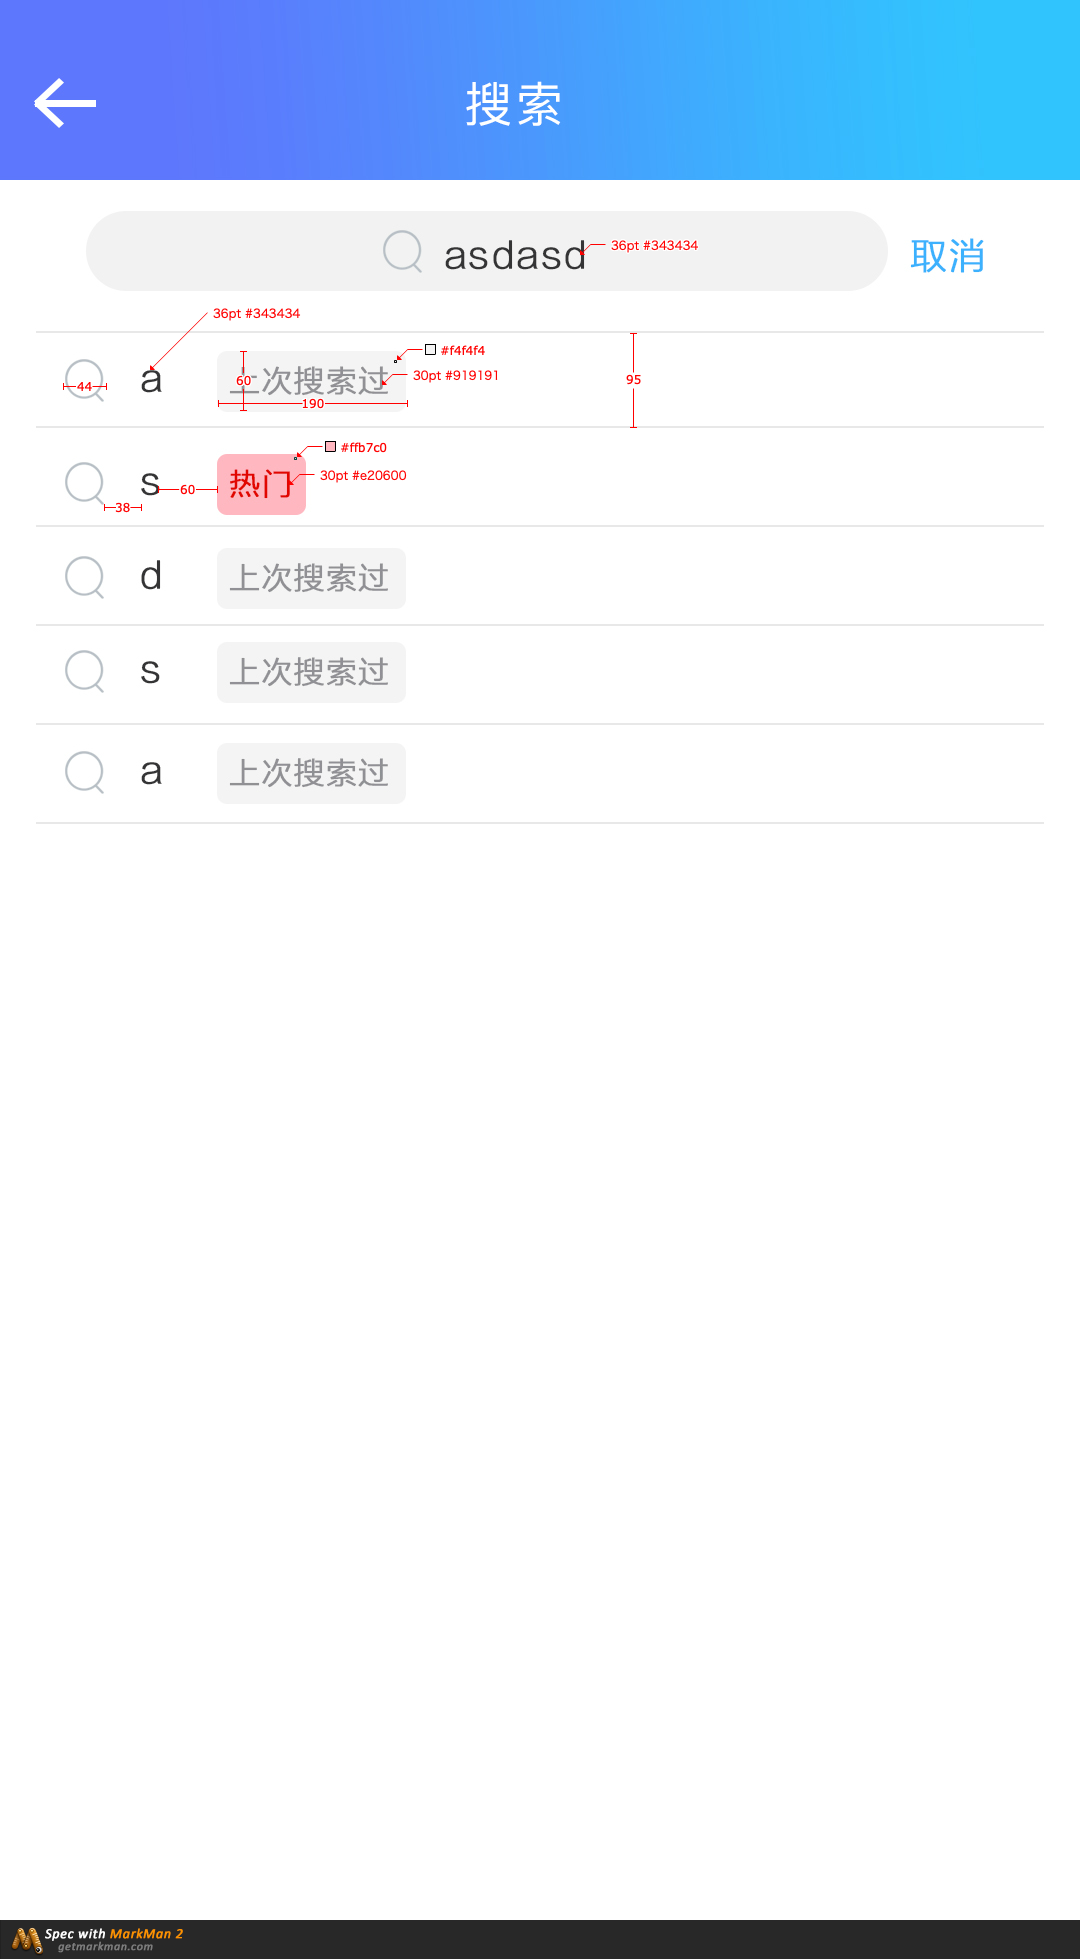 搜索
asdasd
36pt #343434
取消
36pt #343434
44
a
上次搜索过
60
190
#f4f4f4
30pt #919191
95
s
38
60
热门
#ffb7c0
30pt #e20600
d
上次搜索过
s
上次搜索过
a
上次搜索过
Spec with MarkMan 2
getmarkman.com